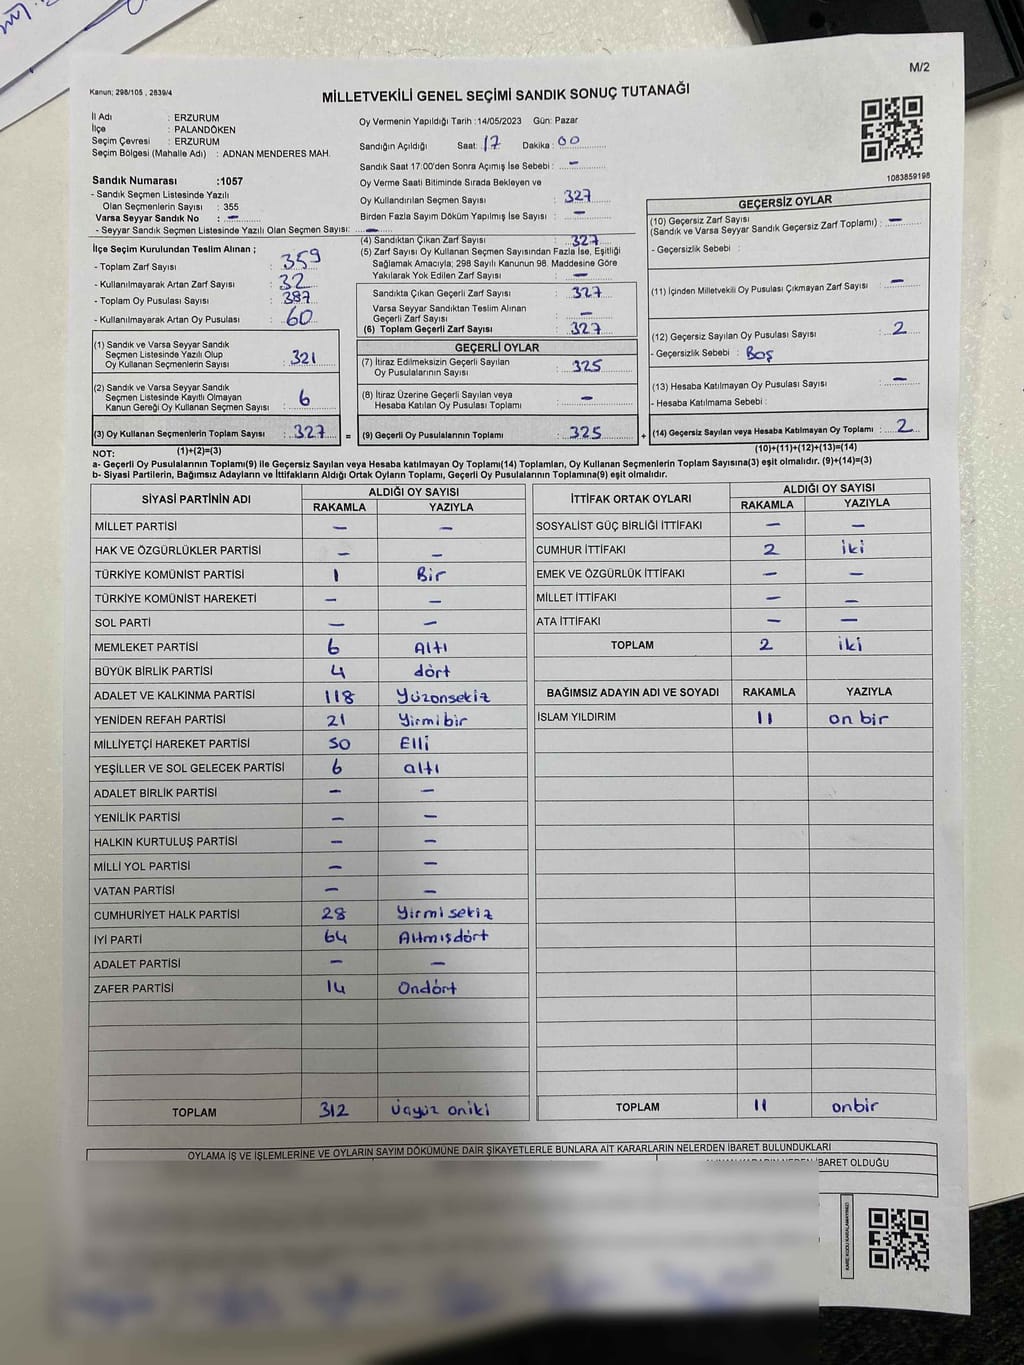 M/2
Kanun; 298/105 , 2839/4
MİLLETVEKİLİ GENEL SEÇİMİ SANDIK SONUÇ TUTANAĞI
İl Adı : ERZURUM
İlçe : PALANDÖKEN
Seçim Çevresi : ERZURUM
Seçim Bölgesi (Mahalle Adı) : ADNAN MENDERES MAH.
Sandık Numarası :1057
- Sandık Seçmen Listesinde Yazılı
Olan Seçmenlerin Sayısı : 355
Varsa Seyyar Sandık No : –
- Seyyar Sandık Seçmen Listesinde Yazılı Olan Seçmen Sayısı: –
Oy Vermenin Yapıldığı Tarih :14/05/2023 Gün: Pazar
Sandığın Açıldığı Saat: 17 Dakika : 00
Sandık Saat 17:00'den Sonra Açımış İse Sebebi : –
Oy Verme Saati Bitiminde Sırada Bekleyen ve
Oy Kullandırılan Seçmen Sayısı : 327
Birden Fazla Sayım Döküm Yapılmış İse Sayısı : –
1083859198
İlçe Seçim Kurulundan Teslim Alınan ;
- Toplam Zarf Sayısı : 359
- Kullanılmayarak Artan Zarf Sayısı : 32
- Toplam Oy Pusulası Sayısı : 387
- Kullanılmayarak Artan Oy Pusulası : 60
(1) Sandık ve Varsa Seyyar Sandık
Seçmen Listesinde Yazılı Olup
Oy Kullanan Seçmenlerin Sayısı : 321
(2) Sandık ve Varsa Seyyar Sandık
Seçmen Listesinde Kayıtlı Olmayan
Kanun Gereği Oy Kullanan Seçmen Sayısı : 6
(3) Oy Kullanan Seçmenlerin Toplam Sayısı : 327 =
(1)+(2)=(3)
(4) Sandıktan Çıkan Zarf Sayısı : 327
(5) Zarf Sayısı Oy Kullanan Seçmen Sayısından Fazla İse, Eşitliği
Sağlamak Amacıyla; 298 Sayılı Kanunun 98. Maddesine Göre
Yakılarak Yok Edilen Zarf Sayısı : –
Sandıkta Çıkan Geçerli Zarf Sayısı : 327
Varsa Seyyar Sandıktan Teslim Alınan
Geçerli Zarf Sayısı : –
(6) Toplam Geçerli Zarf Sayısı : 327
GEÇERLİ OYLAR
(7) İtiraz Edilmeksizin Geçerli Sayılan
Oy Pusulalarının Sayısı : 325
(8) İtiraz Üzerine Geçerli Sayılan veya
Hesaba Katılan Oy Pusulası Toplamı : –
(9) Geçerli Oy Pusulalarının Toplamı : 325 +
GEÇERSİZ OYLAR
(10) Geçersiz Zarf Sayısı
(Sandık ve Varsa Seyyar Sandık Geçersiz Zarf Toplamı) : –
- Geçersizlik Sebebi :
(11) İçinden Milletvekili Oy Pusulası Çıkmayan Zarf Sayısı : –
(12) Geçersiz Sayılan Oy Pusulası Sayısı : 2
- Geçersizlik Sebebi : Boş
(13) Hesaba Katılmayan Oy Pusulası Sayısı : –
- Hesaba Katılmama Sebebi :
(14) Geçersiz Sayılan veya Hesaba Katılmayan Oy Toplamı : 2
(10)+(11)+(12)+(13)=(14)
NOT:
a- Geçerli Oy Pusulalarının Toplamı(9) ile Geçersiz Sayılan veya Hesaba katılmayan Oy Toplamı(14) Toplamları, Oy Kullanan Seçmenlerin Toplam Sayısına(3) eşit olmalıdır. (9)+(14)=(3)
b- Siyasi Partilerin, Bağımsız Adayların ve İttifakların Aldığı Ortak Oyların Toplamı, Geçerli Oy Pusulalarının Toplamına(9) eşit olmalıdır.
SİYASİ PARTİNİN ADI ALDIĞI OY SAYISI
RAKAMLA YAZIYLA
MİLLET PARTİSİ – –
HAK VE ÖZGÜRLÜKLER PARTİSİ – –
TÜRKİYE KOMÜNİST PARTİSİ 1 Bir
TÜRKİYE KOMÜNİST HAREKETİ – –
SOL PARTİ – –
MEMLEKET PARTİSİ 6 Altı
BÜYÜK BİRLİK PARTİSİ 4 dört
ADALET VE KALKINMA PARTİSİ 118 Yüzonsekiz
YENİDEN REFAH PARTİSİ 21 Yirmibir
MİLLİYETÇİ HAREKET PARTİSİ 50 Elli
YEŞİLLER VE SOL GELECEK PARTİSİ 6 altı
ADALET BİRLİK PARTİSİ – –
YENİLİK PARTİSİ – –
HALKIN KURTULUŞ PARTİSİ – –
MİLLİ YOL PARTİSİ – –
VATAN PARTİSİ – –
CUMHURİYET HALK PARTİSİ 28 Yirmi sekiz
İYİ PARTİ 64 Altmışdört
ADALET PARTİSİ – –
ZAFER PARTİSİ 14 Ondört
TOPLAM 312 üçyüz oniki
İTTİFAK ORTAK OYLARI ALDIĞI OY SAYISI
RAKAMLA YAZIYLA
SOSYALİST GÜÇ BİRLİĞİ İTTİFAKI – –
CUMHUR İTTİFAKI 2 iki
EMEK VE ÖZGÜRLÜK İTTİFAKI – –
MİLLET İTTİFAKI – –
ATA İTTİFAKI – –
TOPLAM 2 iki
BAĞIMSIZ ADAYIN ADI VE SOYADI RAKAMLA YAZIYLA
İSLAM YILDIRIM 11 on bir
TOPLAM 11 onbir
OYLAMA İŞ VE İŞLEMLERİNE VE OYLARIN SAYIM DÖKÜMÜNE DAİR ŞİKAYETLERLE BUNLARA AİT KARARLARIN NELERDEN İBARET BULUNDUKLARI
İBARET OLDUĞU